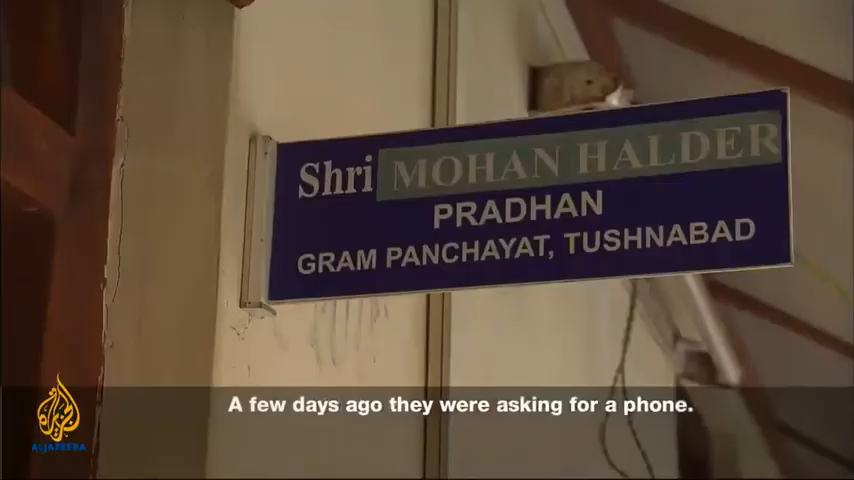 Shri MOHAN HALDER
PRADHAN
GRAM PANCHAYAT, TUSHNABAD
A few days ago they were asking for a phone.
ALJAZEERA